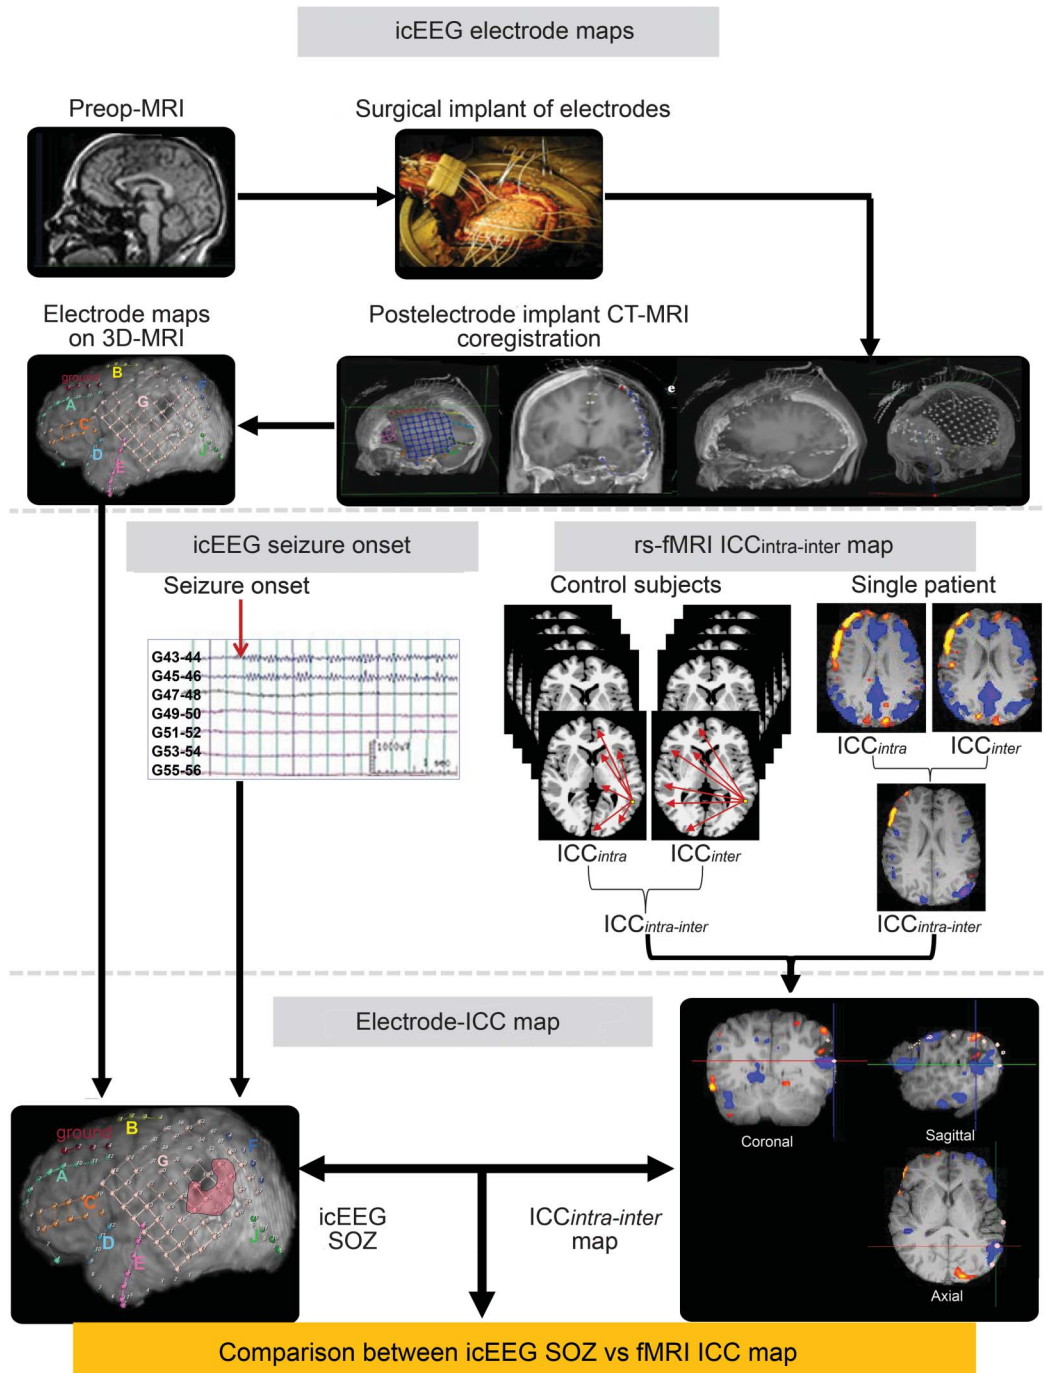 icEEG electrode maps
Preop-MRI
Surgical implant of electrodes
Electrode maps
on 3D-MRI
Postelectrode implant CT-MRI
coregistration
ground
B
F
A
G
C
D
E
J
e
icEEG seizure onset
Seizure onset
G43-44
G45-46
G47-48
G49-50
G51-52
G53-54
G55-56
1000uV
1 sec
rs-fMRI ICCintra-inter map
Control subjects
Single patient
ICCintra
ICCinter
ICCintra
ICCinter
ICCintra-inter
ICCintra-inter
Electrode-ICC map
ground
B
F
A
G
C
D
E
J
icEEG
SOZ
ICCintra-inter
map
Coronal
Sagittal
Axial
Comparison between icEEG SOZ vs fMRI ICC map